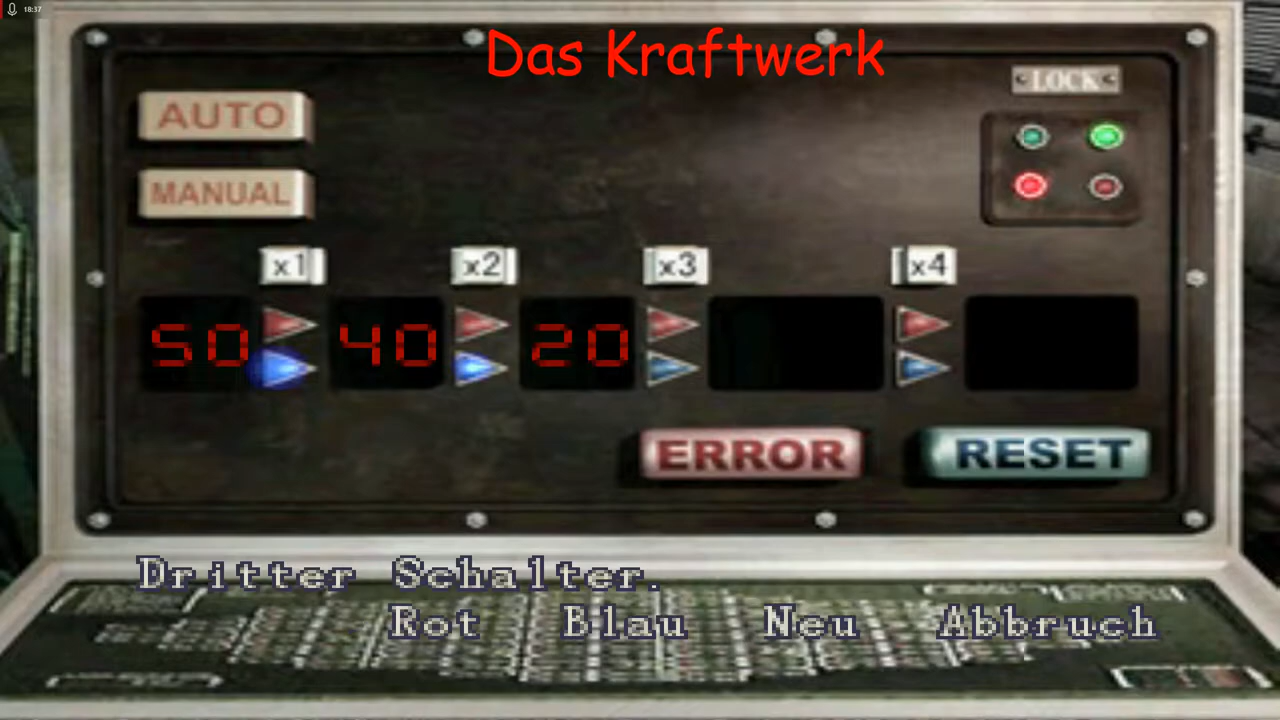 18:37
Das Kraftwerk
LOCK
AUTO
MANUAL
x1 x2 x3 x4
50 40 20
ERROR RESET
Dritter Schalter.
Rot Blau Neu Abbruch